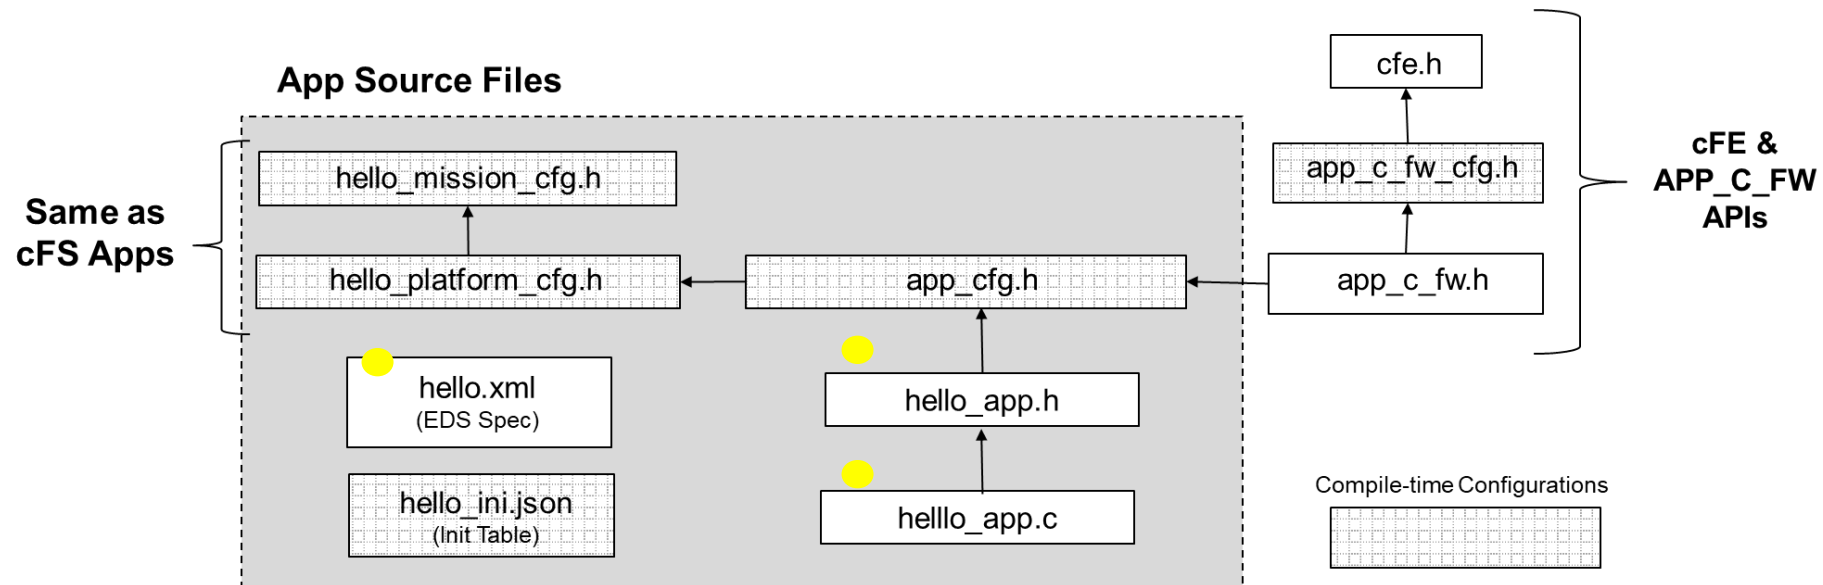 App Source Files
cfe.h
hello_mission_cfg.h
app_c_fw_cfg.h
cFE &
APP_C_FW
APIs
Same as
cFS Apps
hello_platform_cfg.h
app_cfg.h
app_c_fw.h
hello.xml
(EDS Spec)
hello_app.h
hello_ini.json
(Init Table)
helllo_app.c
Compile-time Configurations